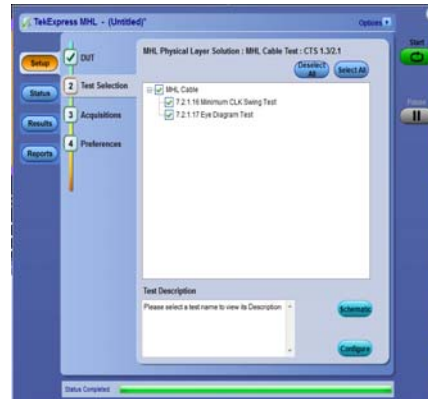 TekExpress MHL - (Untitled)*
Options
Start
Setup
Status
Results
Reports
DUT
2 Test Selection
3 Acquisitions
4 Preferences
MHL Physical Layer Solution : MHL Cable Test : CTS 1.3/2.1
Deselect All
Select All
MHL Cable
7.2.1.16 Minimum CLK Swing Test
7.2.1.17 Eye Diagram Test
Pause
Test Description
Please select a test name to view its Description
Schematic
Configure
Status Completed